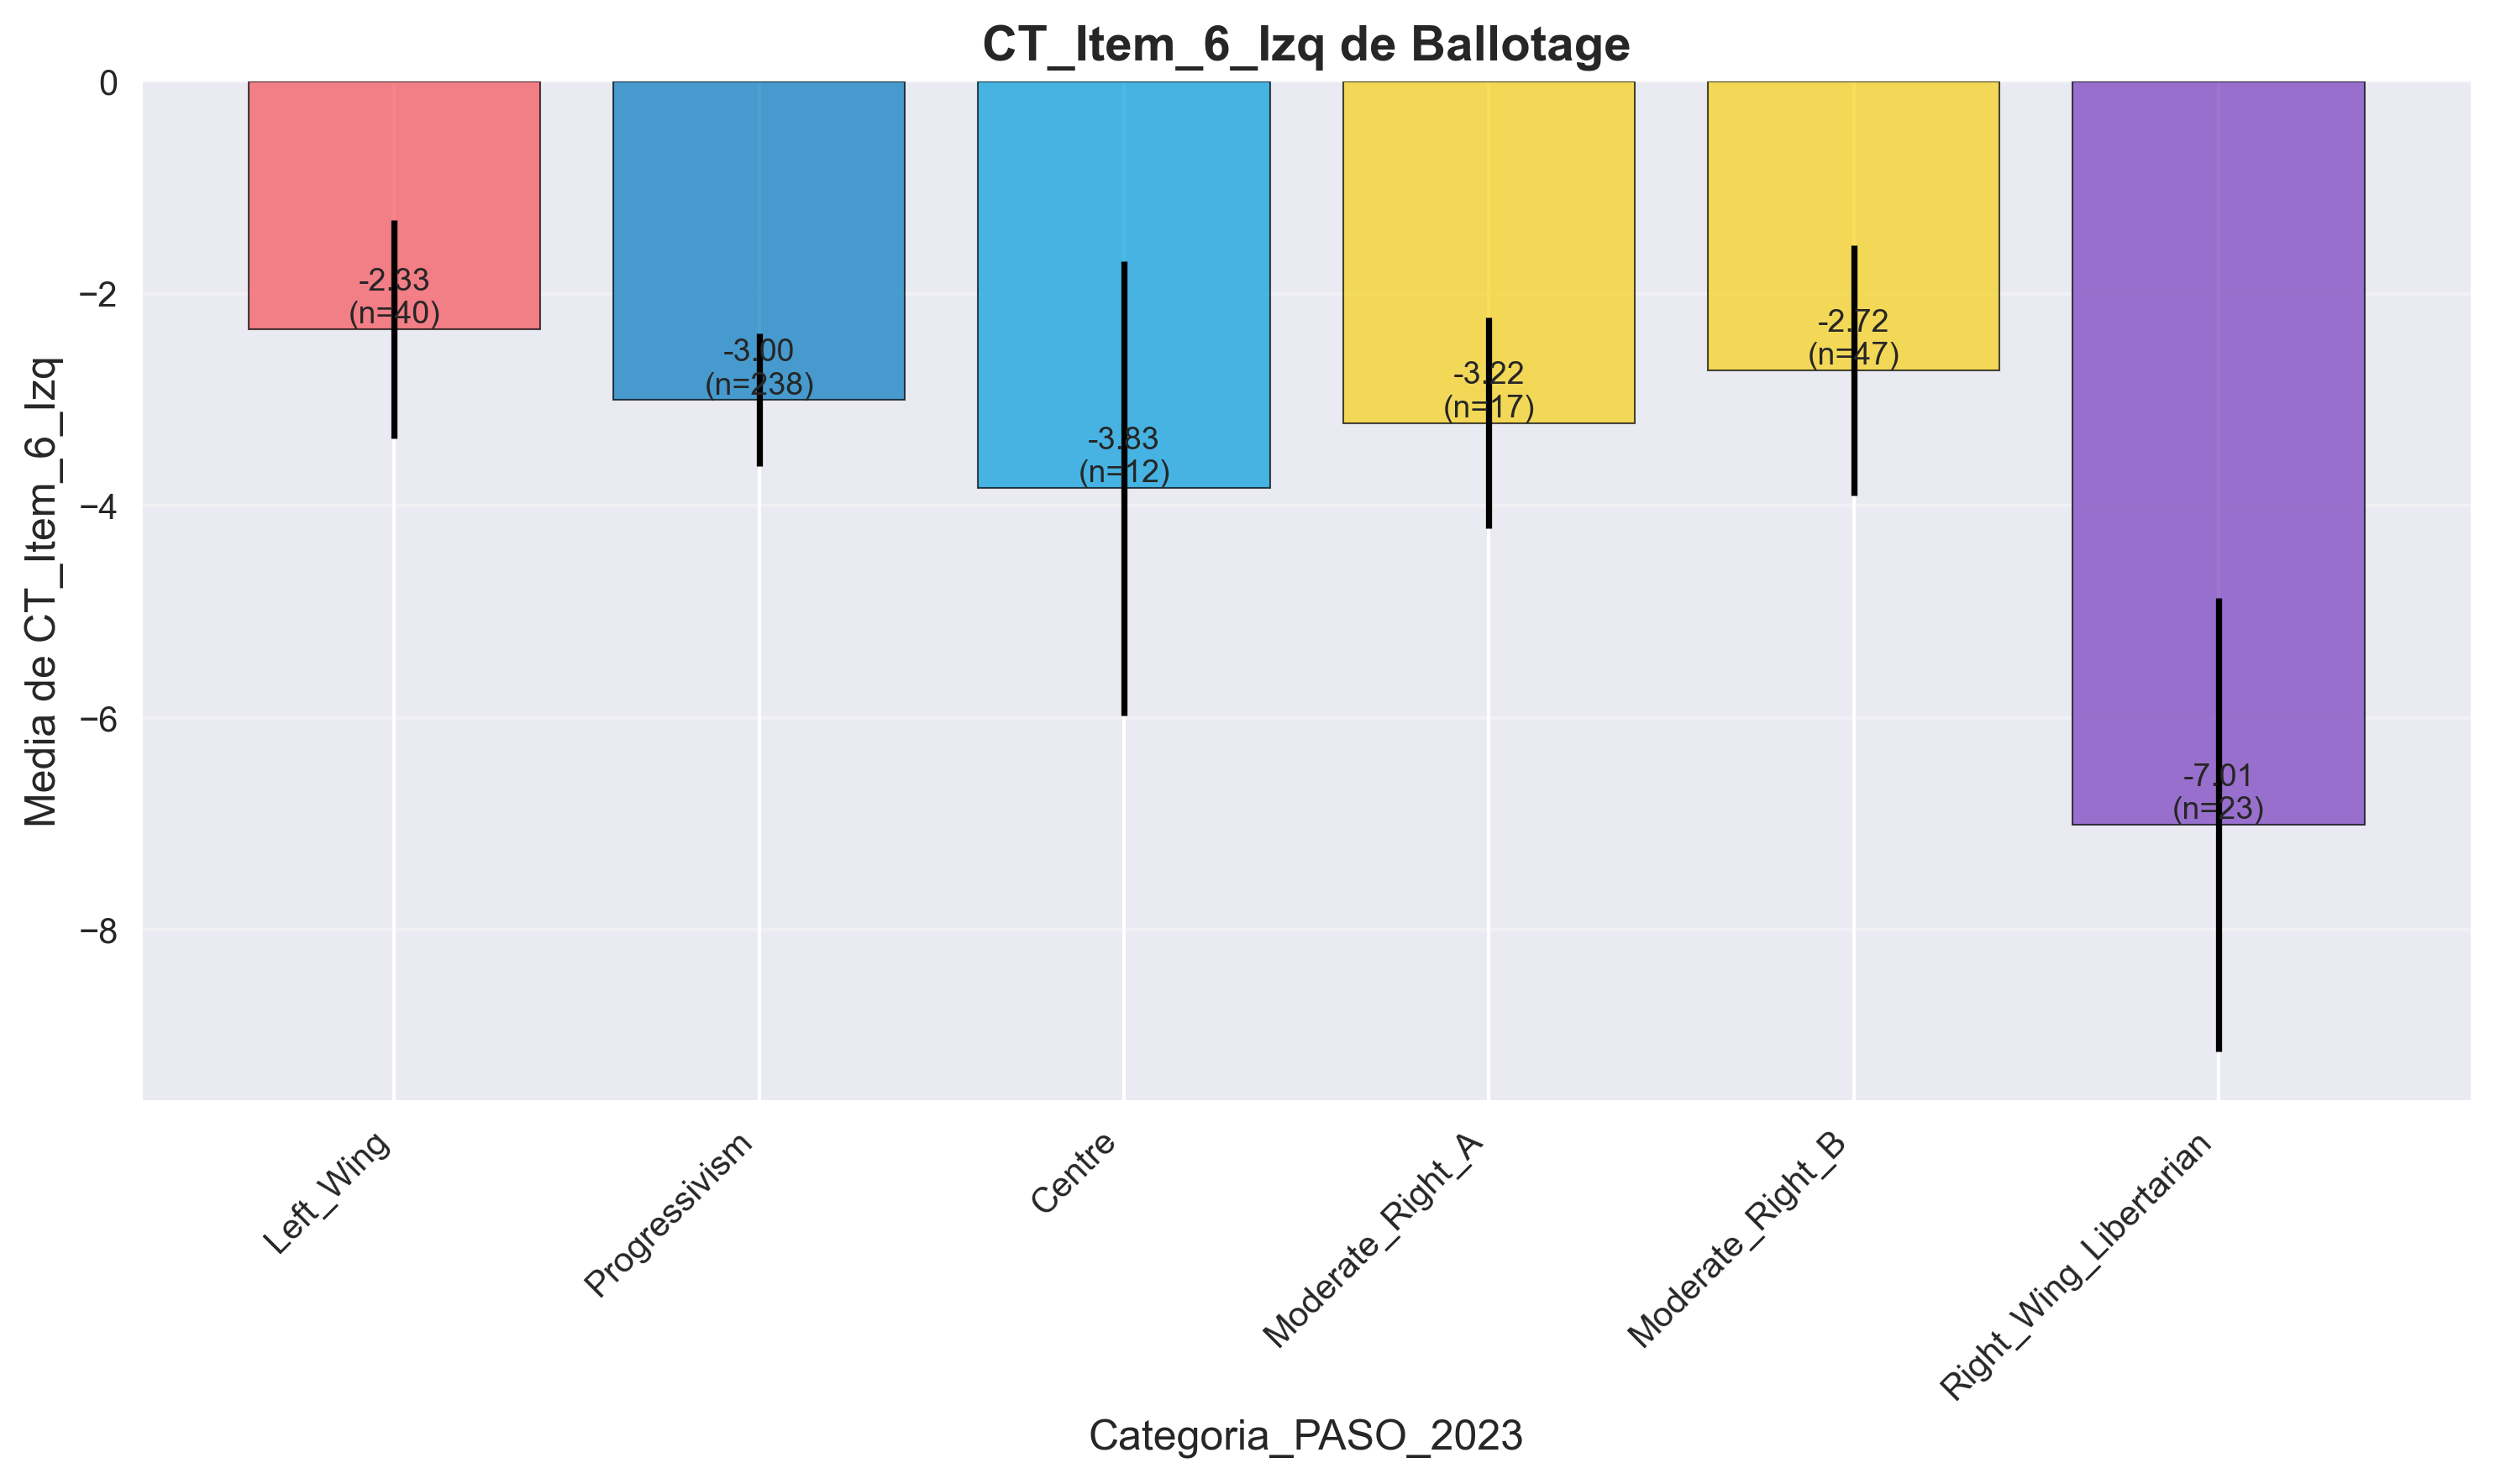 CT_Item_6_Izq de Ballotage
Media de CT_Item_6_Izq
0
−2
−4
−6
−8
-2.33
(n=40)
-3.00
(n=238)
-3.83
(n=12)
-3.22
(n=17)
-2.72
(n=47)
-7.01
(n=23)
Left_Wing
Progressivism
Centre
Moderate_Right_A
Moderate_Right_B
Right_Wing_Libertarian
Categoria_PASO_2023